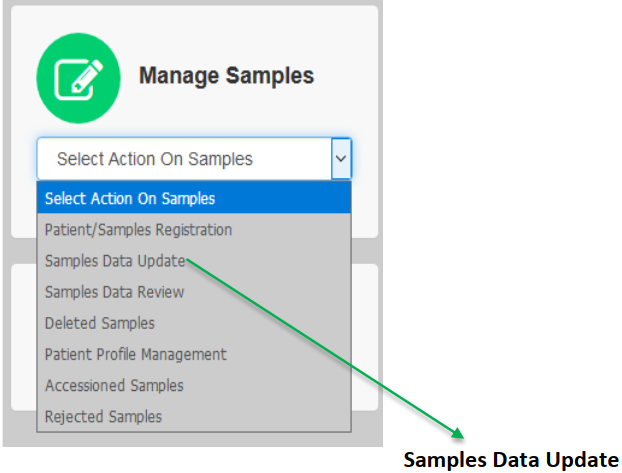 Manage Samples
Select Action On Samples
Select Action On Samples
Patient/Samples Registration
Samples Data Update
Samples Data Review
Deleted Samples
Patient Profile Management
Accessioned Samples
Rejected Samples
Samples Data Update